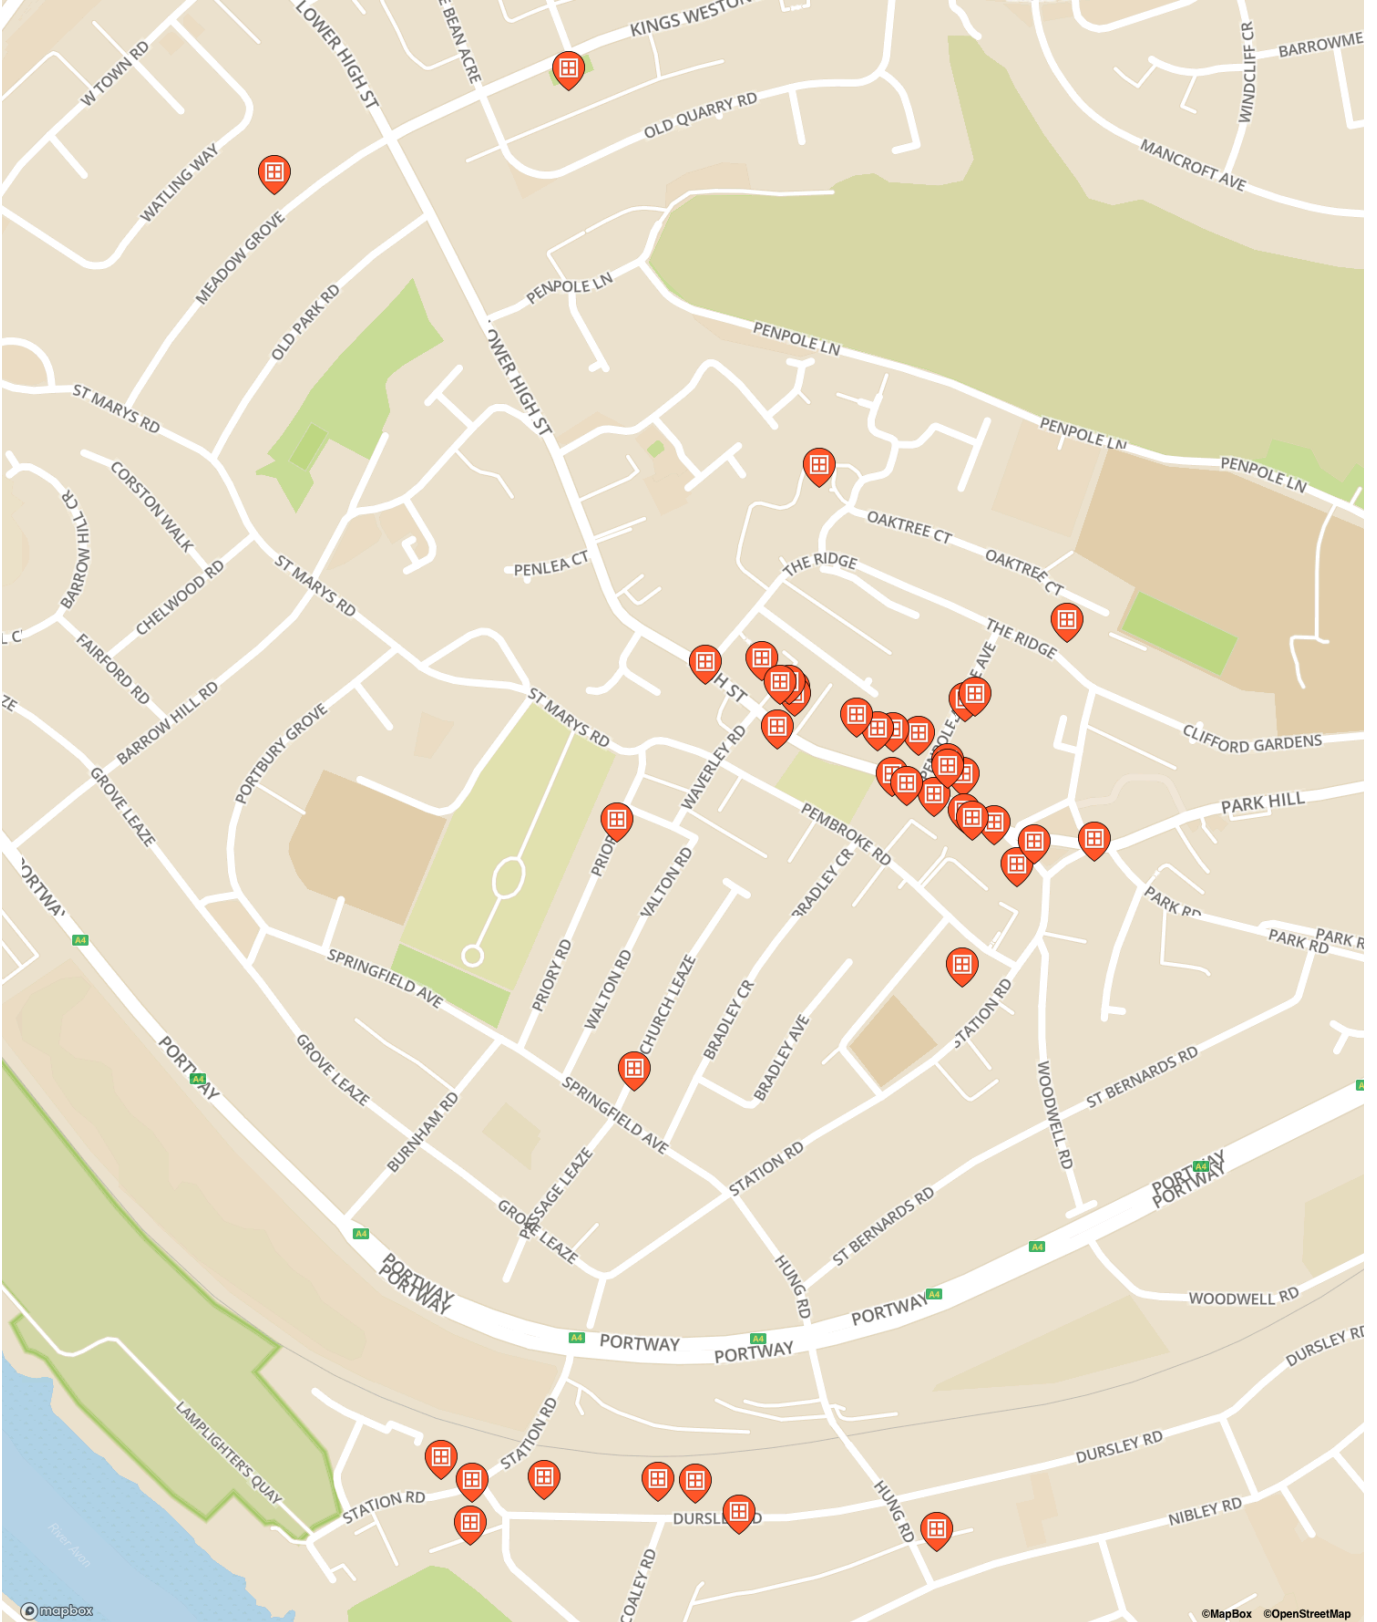 KINGS WESTON
LOWER HIGH ST
BEAN ACRE
W TOWN RD
BARROWME
WINDCLIFF CR
OLD QUARRY RD
MANCROFT AVE
WATLING WAY
MEADOW GROVE
PENPOLE LN
OLD PARK RD
PENPOLE LN
LOWER HIGH ST
ST MARYS RD
PENPOLE LN
PENPOLE LN
CORSTON WALK
BARROW HILL CR
OAKTREE CT
OAKTREE CT
PENLEA CT
THE RIDGE
ST MARYS RD
CHELWOOD RD
THE RIDGE
FAIRFORD RD
H ST
AVE
BARROW HILL RD
ST MARYS RD
PORTBURY GROVE
WAVERLEY RD
CLIFFORD GARDENS
GROVE LEAZE
PARK HILL
PEMBROKE RD
PRIOR
WALTON RD
BRADLEY CR
PORTWAY
PARK RD
A4
PARK RD
PARK R
SPRINGFIELD AVE
PRIORY RD
WALTON RD
CHURCH LEAZE
BRADLEY CR
STATION RD
BRADLEY AVE
PORTWAY
A4
GROVE LEAZE
ST BERNARDS RD
WOODWELL RD
SPRINGFIELD AVE
BURNHAM RD
A4
PORTWAY
PORTWAY
STATION RD
PASSAGE LEAZE
GROVE LEAZE
ST BERNARDS RD
A4
A4
HUNG RD
PORTWAY
PORTWAY
A4
PORTWAY
WOODWELL RD
A4
PORTWAY
A4
PORTWAY
DURSLEY RD
LAMPLIGHTER'S QUAY
STATION RD
DURSLEY RD
STATION RD
HUNG RD
NIBLEY RD
COALEY RD
River Avon
mapbox
©MapBox ©OpenStreetMap